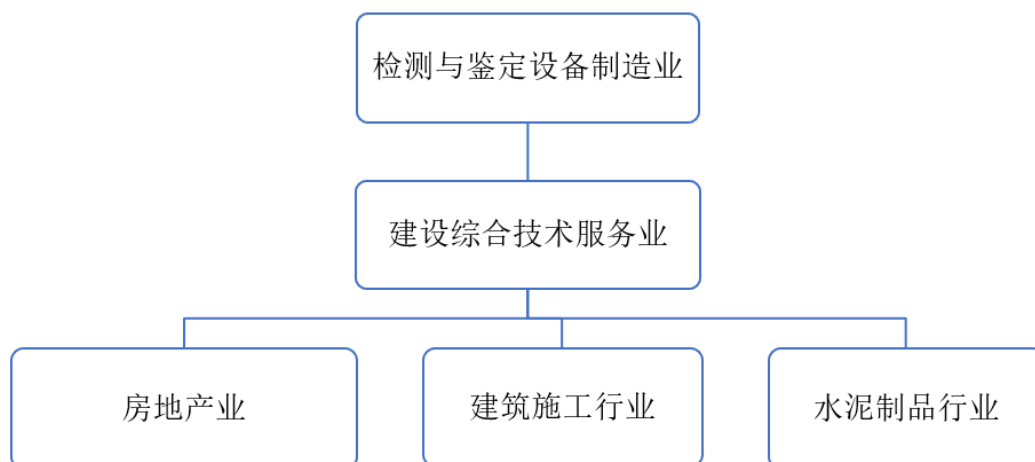 检测与鉴定设备制造业
建设综合技术服务业
房地产业
建筑施工行业
水泥制品行业